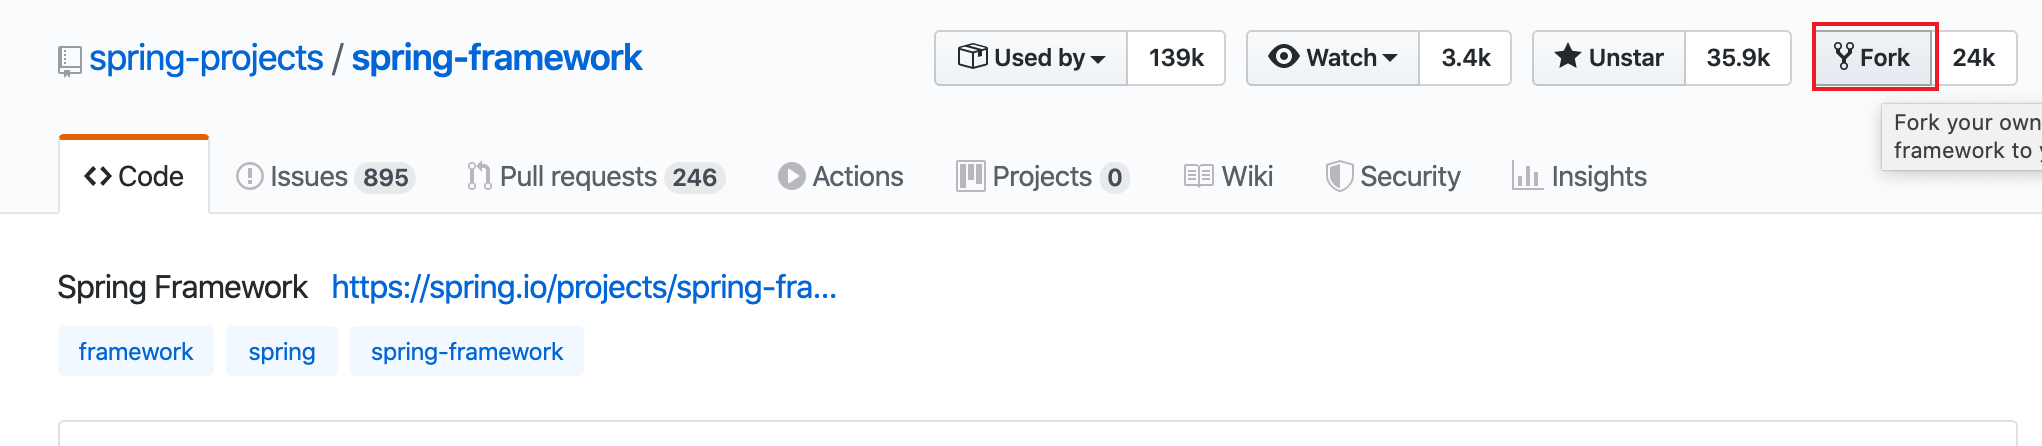 spring-projects / spring-framework Used by 139k Watch 3.4k Unstar 35.9k Fork 24k
Fork your own
framework to
Code Issues 895 Pull requests 246 Actions Projects 0 Wiki Security Insights
Spring Framework https://spring.io/projects/spring-fra...
framework spring spring-framework